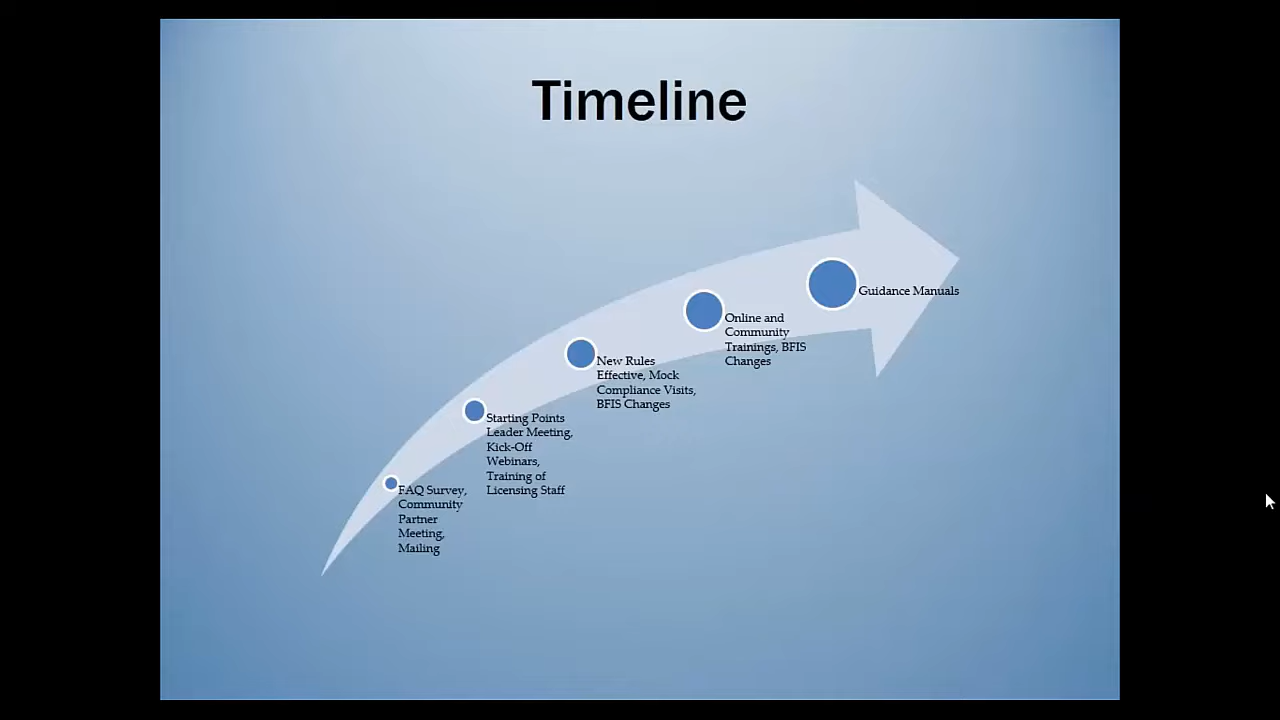 Timeline
FAQ Survey,
Community
Partner
Meeting,
Mailing
Starting Points
Leader Meeting,
Kick-Off
Webinars,
Training of
Licensing Staff
New Rules
Effective, Mock
Compliance Visits,
BFIS Changes
Online and
Community
Trainings, BFIS
Changes
Guidance Manuals